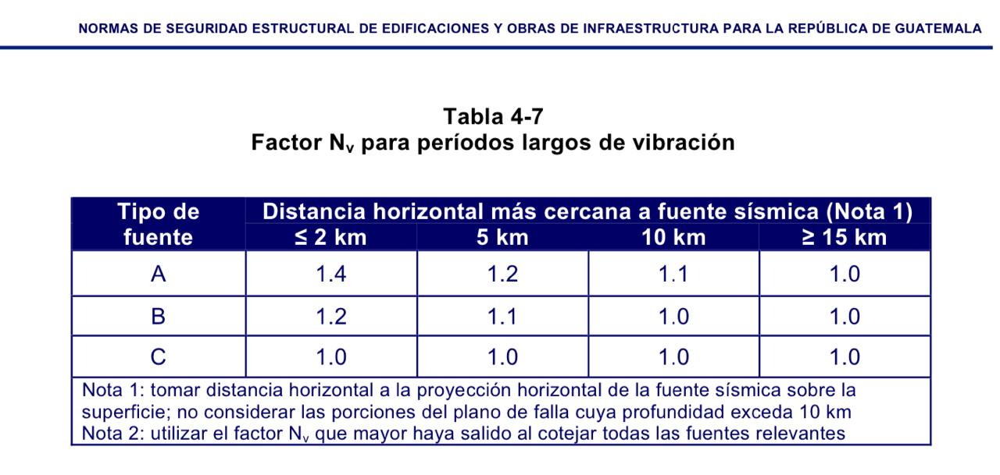 NORMAS DE SEGURIDAD ESTRUCTURAL DE EDIFICACIONES Y OBRAS DE INFRAESTRUCTURA PARA LA REPÚBLICA DE GUATEMALA
Tabla 4-7
Factor Nv para períodos largos de vibración
Tipo de fuente Distancia horizontal más cercana a fuente sísmica (Nota 1)
≤ 2 km 5 km 10 km ≥ 15 km
A 1.4 1.2 1.1 1.0
B 1.2 1.1 1.0 1.0
C 1.0 1.0 1.0 1.0
Nota 1: tomar distancia horizontal a la proyección horizontal de la fuente sísmica sobre la
superficie; no considerar las porciones del plano de falla cuya profundidad exceda 10 km
Nota 2: utilizar el factor Nv que mayor haya salido al cotejar todas las fuentes relevantes